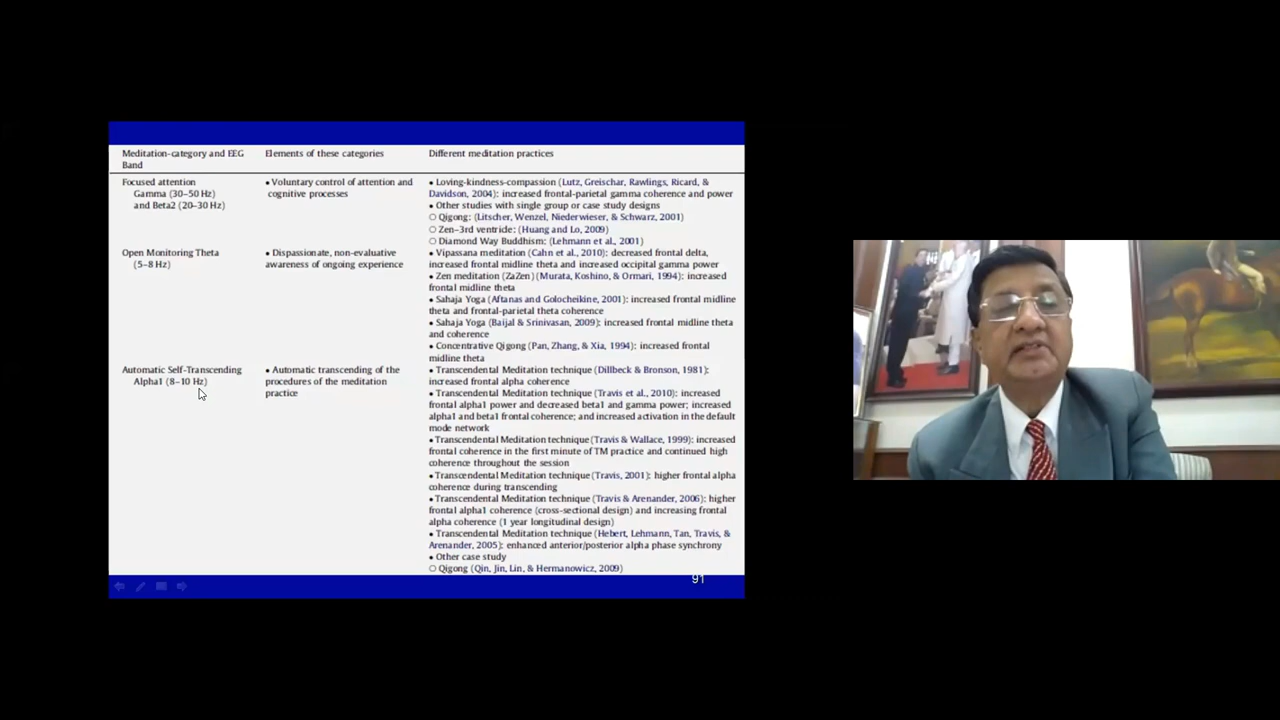 Meditation-category and EEG
Band
Elements of these categories
Different meditation practices
Focused attention
Gamma (30–50 Hz)
and Beta2 (20–30 Hz)
• Voluntary control of attention and
cognitive processes
• Loving-kindness-compassion (Lutz, Greischar, Rawlings, Ricard, &
Davidson, 2004): increased frontal-parietal gamma coherence and power
• Other studies with single group or case study designs
○ Qigong: (Litscher, Wenzel, Niederwieser, & Schwarz, 2001)
○ Zen–3rd ventride: (Huang and Lo, 2009)
○ Diamond Way Buddhism: (Lehmann et al., 2001)
Open Monitoring Theta
(5–8 Hz)
• Dispassionate, non-evaluative
awareness of ongoing experience
• Vipassana meditation (Cahn et al., 2010): decreased frontal delta,
increased frontal midline theta and increased occipital gamma power
• Zen meditation (ZaZen) (Murata, Koshino, & Ormari, 1994): increased
frontal midline theta
• Sahaja Yoga (Aftanas and Golocheikine, 2001): increased frontal midline
theta and frontal-parietal theta coherence
• Sahaja Yoga (Baijal & Srinivasan, 2009): increased frontal midline theta
and coherence
• Concentrative Qigong (Pan, Zhang, & Xia, 1994): increased frontal
midline theta
Automatic Self-Transcending
Alpha1 (8–10 Hz)
• Automatic transcending of the
procedures of the meditation
practice
• Transcendental Meditation technique (Dillbeck & Bronson, 1981):
increased frontal alpha coherence
• Transcendental Meditation technique (Travis et al., 2010): increased
frontal alpha1 power and decreased beta1 and gamma power; increased
alpha1 and beta1 frontal coherence; and increased activation in the default
mode network
• Transcendental Meditation technique (Travis & Wallace, 1999): increased
frontal coherence in the first minute of TM practice and continued high
coherence throughout the session
• Transcendental Meditation technique (Travis, 2001): higher frontal alpha
coherence during transcending
• Transcendental Meditation technique (Travis & Arenander, 2006): higher
frontal alpha1 coherence (cross-sectional design) and increasing frontal
alpha coherence (1 year longitudinal design)
• Transcendental Meditation technique (Hebert, Lehmann, Tan, Travis, &
Arenander, 2005): enhanced anterior/posterior alpha phase synchrony
• Other case study
○ Qigong (Qin, Jin, Lin, & Hermanowicz, 2009)
91